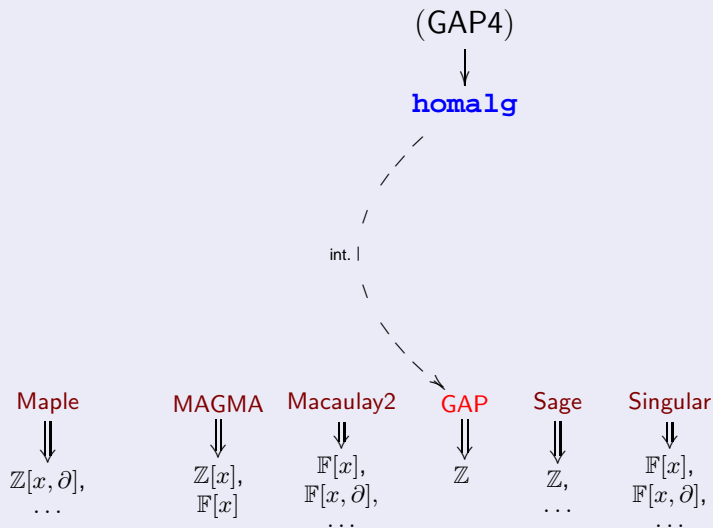 (GAP4)
homalg
int.
Maple MAGMA Macaulay2 GAP Sage Singular
ℤ[x, ∂], ℤ[x], 𝔽[x], ℤ ℤ, 𝔽[x],
... 𝔽[x] 𝔽[x, ∂], ... 𝔽[x, ∂],
... ...